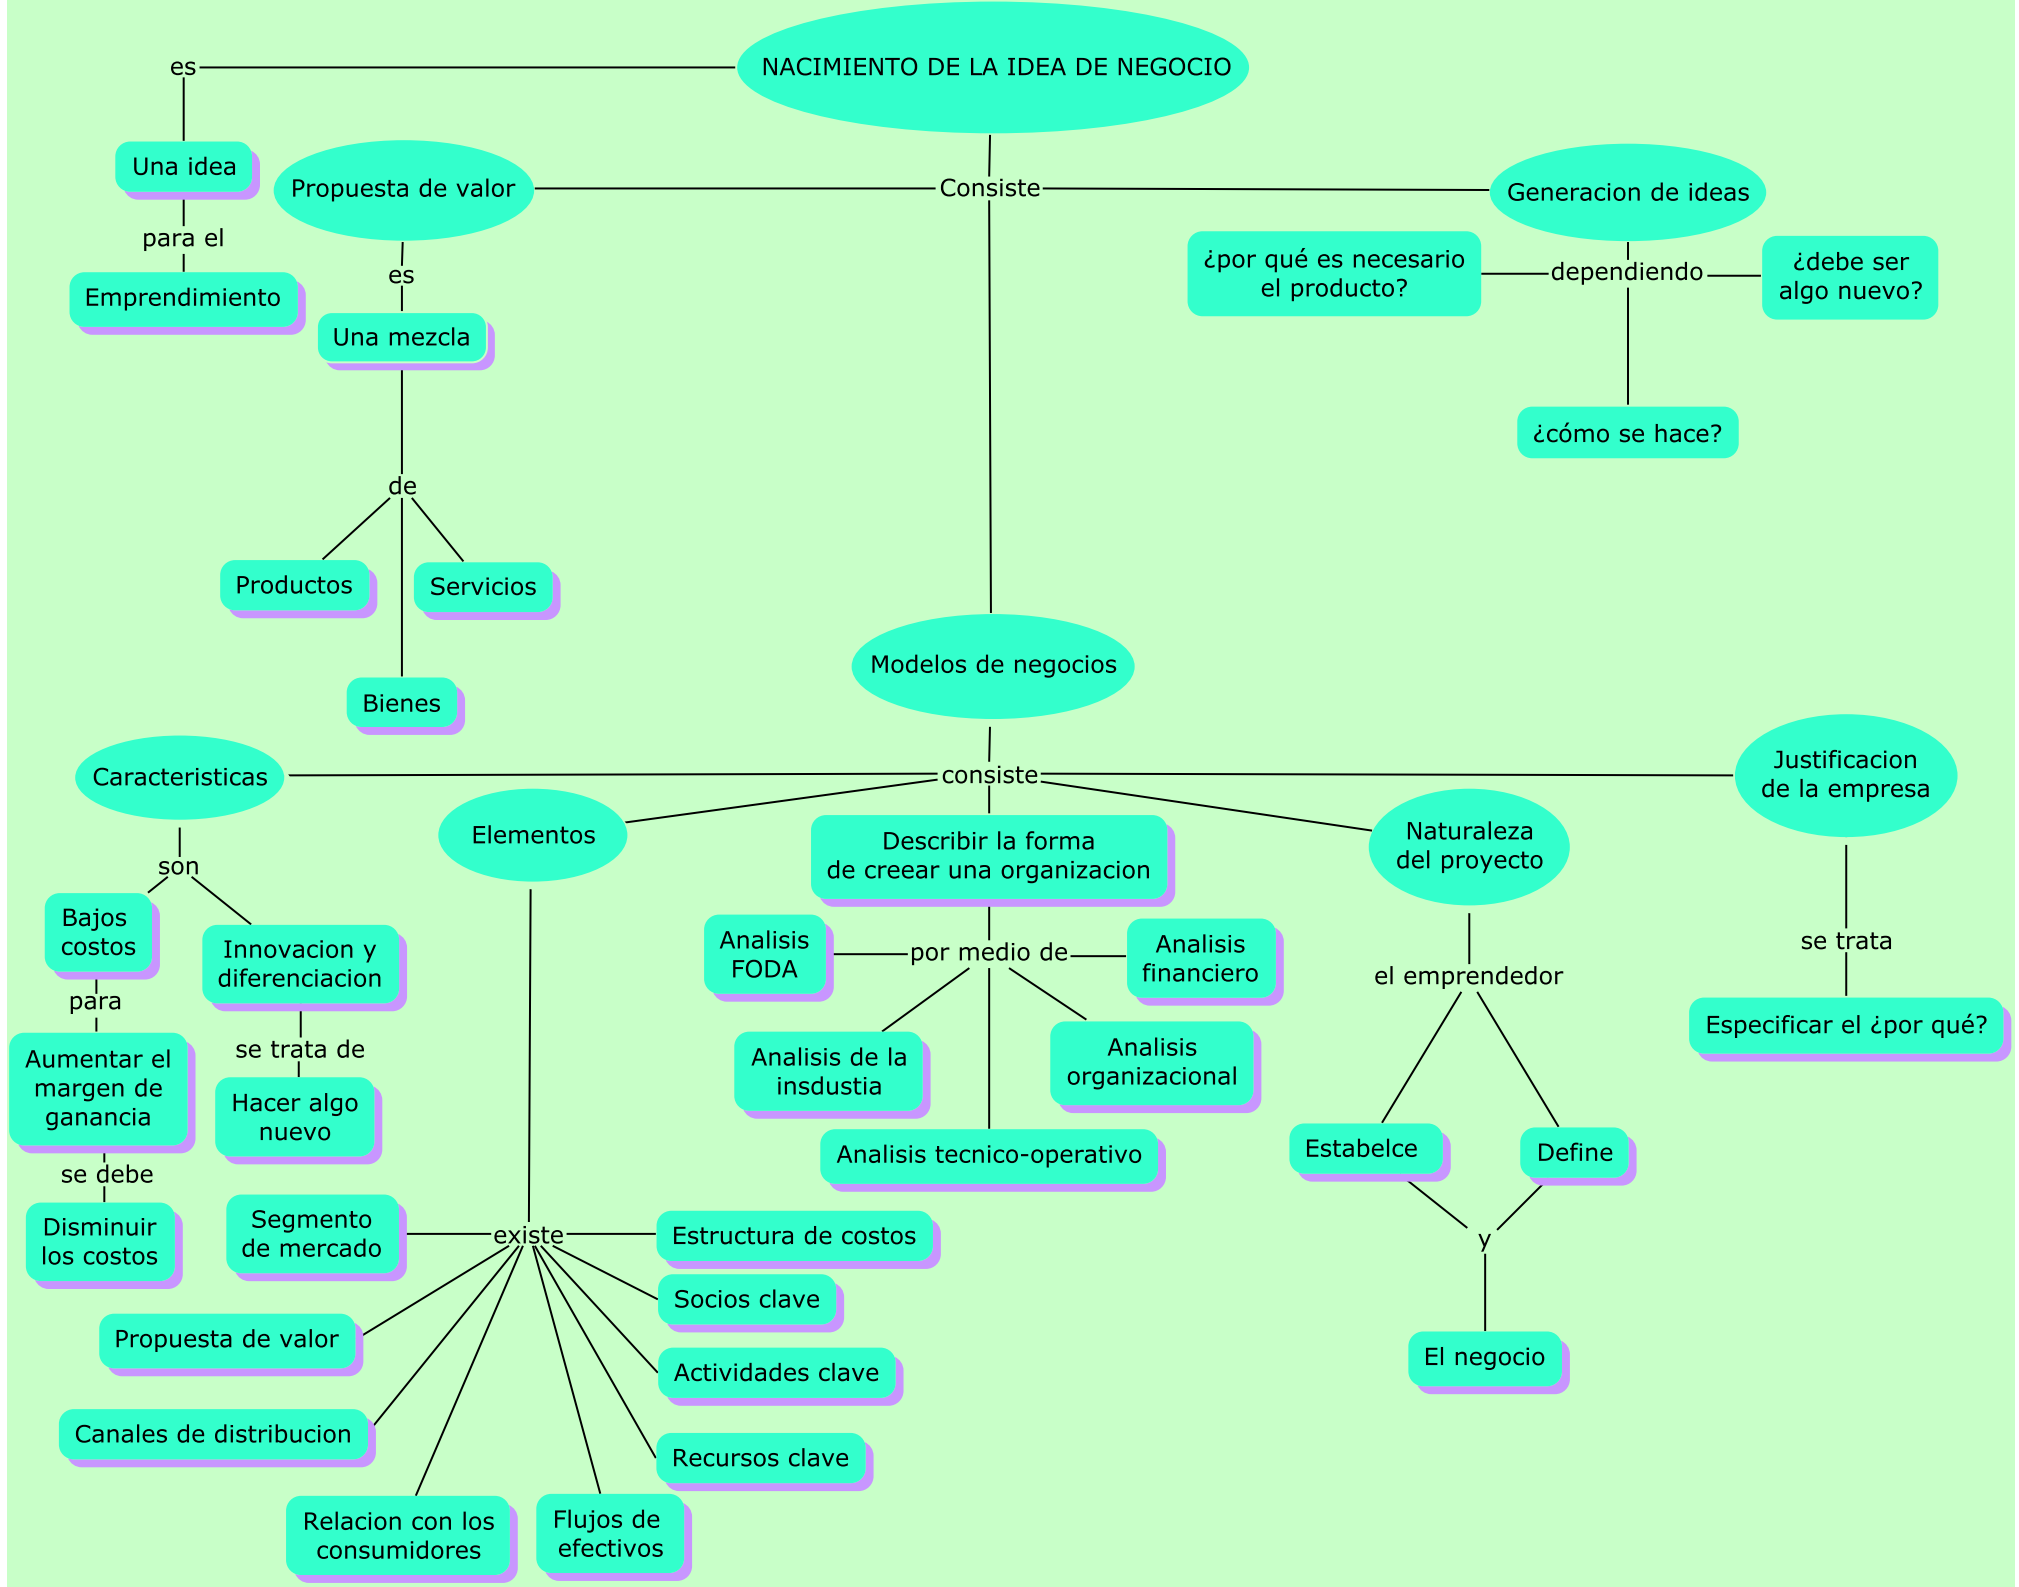 NACIMIENTO DE LA IDEA DE NEGOCIO
es
Una idea
para el
Emprendimiento
Consiste
Propuesta de valor
es
Una mezcla
de
Productos
Servicios
Bienes
Generacion de ideas
dependiendo
¿por qué es necesario
el producto?
¿debe ser
algo nuevo?
¿cómo se hace?
Modelos de negocios
consiste
Caracteristicas
son
Bajos
costos
para
Aumentar el
margen de
ganancia
se debe
Disminuir
los costos
Innovacion y
diferenciacion
se trata de
Hacer algo
nuevo
Elementos
existe
Segmento
de mercado
Propuesta de valor
Canales de distribucion
Relacion con los
consumidores
Flujos de
efectivos
Recursos clave
Actividades clave
Socios clave
Estructura de costos
Describir la forma
de creear una organizacion
por medio de
Analisis
FODA
Analisis de la
insdustia
Analisis tecnico-operativo
Analisis
organizacional
Analisis
financiero
Naturaleza
del proyecto
el emprendedor
Estabelce
Define
y
El negocio
Justificacion
de la empresa
se trata
Especificar el ¿por qué?